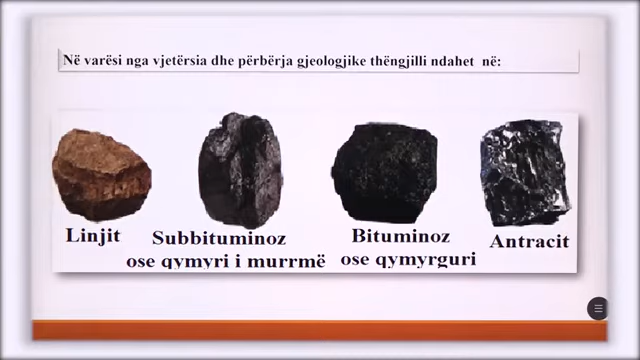 Në varësi nga vjetërsia dhe përbërja gjeologjike thëngjilli ndahet në:
Linjit
Subbituminoz
ose qymyri i murrmë
Bituminoz
ose qymyrguri
Antracit